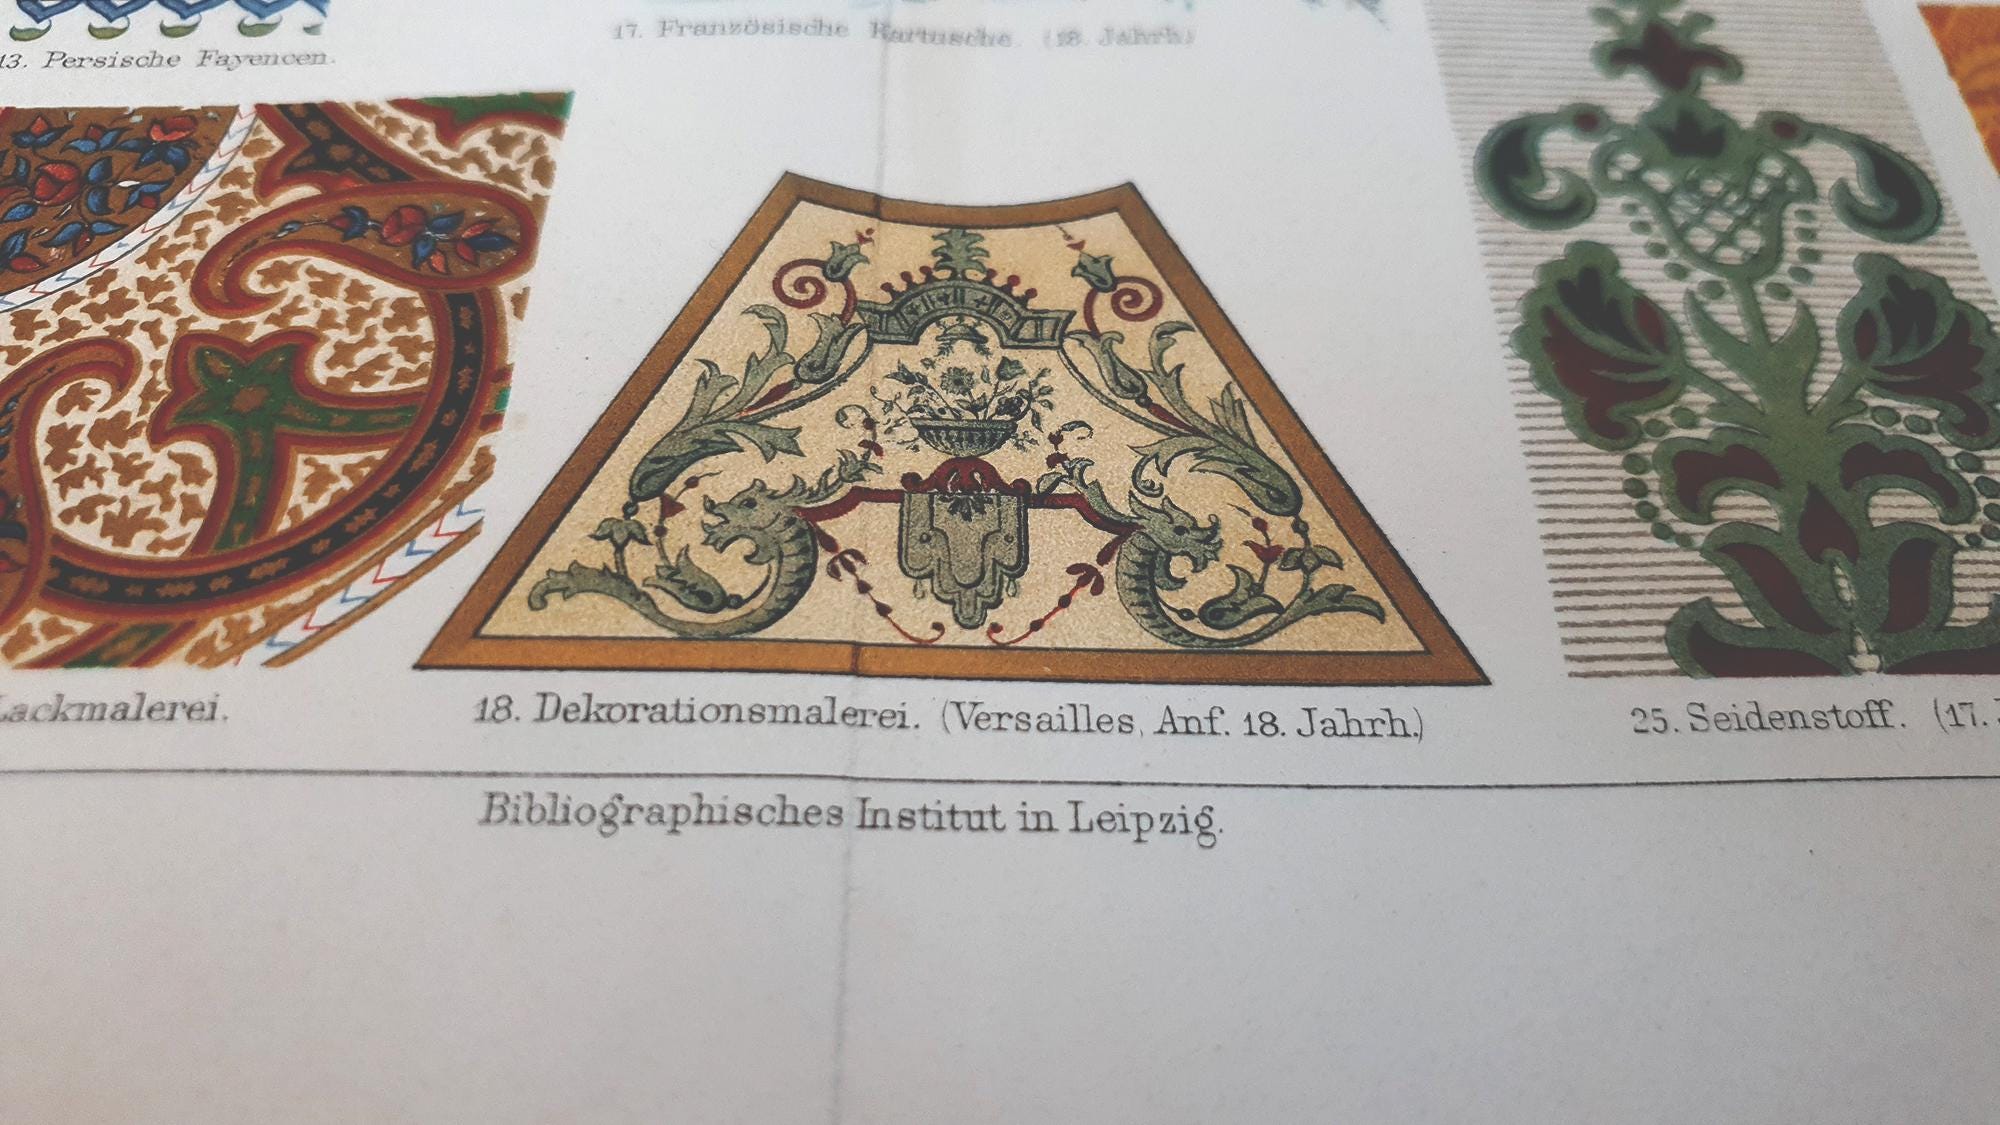 13. Persische Fayencen.
17. Französische Kartusche. (18. Jahrh.)
Lackmalerei.
18. Dekorationsmalerei. (Versailles, Anf. 18. Jahrh.)
25. Seidenstoff. (17.
Bibliographisches Institut in Leipzig.